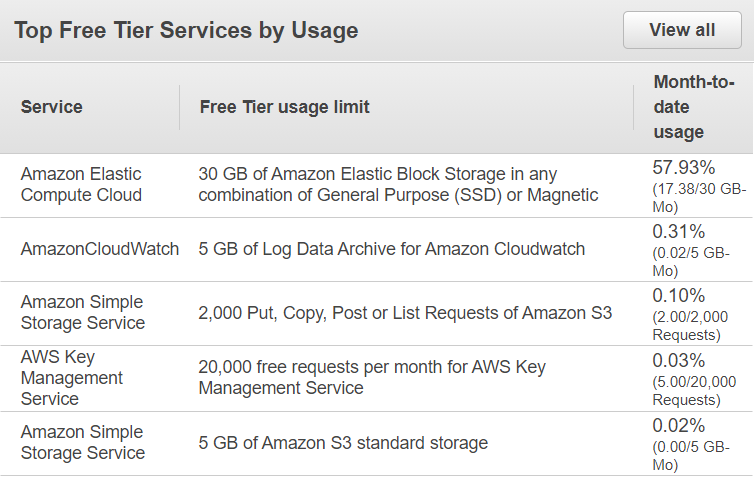 Top Free Tier Services by Usage
View all
Service
Free Tier usage limit
Month-to-
date
usage
Amazon Elastic
Compute Cloud
30 GB of Amazon Elastic Block Storage in any
combination of General Purpose (SSD) or Magnetic
57.93%
(17.38/30 GB-
Mo)
AmazonCloudWatch
5 GB of Log Data Archive for Amazon Cloudwatch
0.31%
(0.02/5 GB-
Mo)
Amazon Simple
Storage Service
2,000 Put, Copy, Post or List Requests of Amazon S3
0.10%
(2.00/2,000
Requests)
AWS Key
Management
Service
20,000 free requests per month for AWS Key
Management Service
0.03%
(5.00/20,000
Requests)
Amazon Simple
Storage Service
5 GB of Amazon S3 standard storage
0.02%
(0.00/5 GB-
Mo)